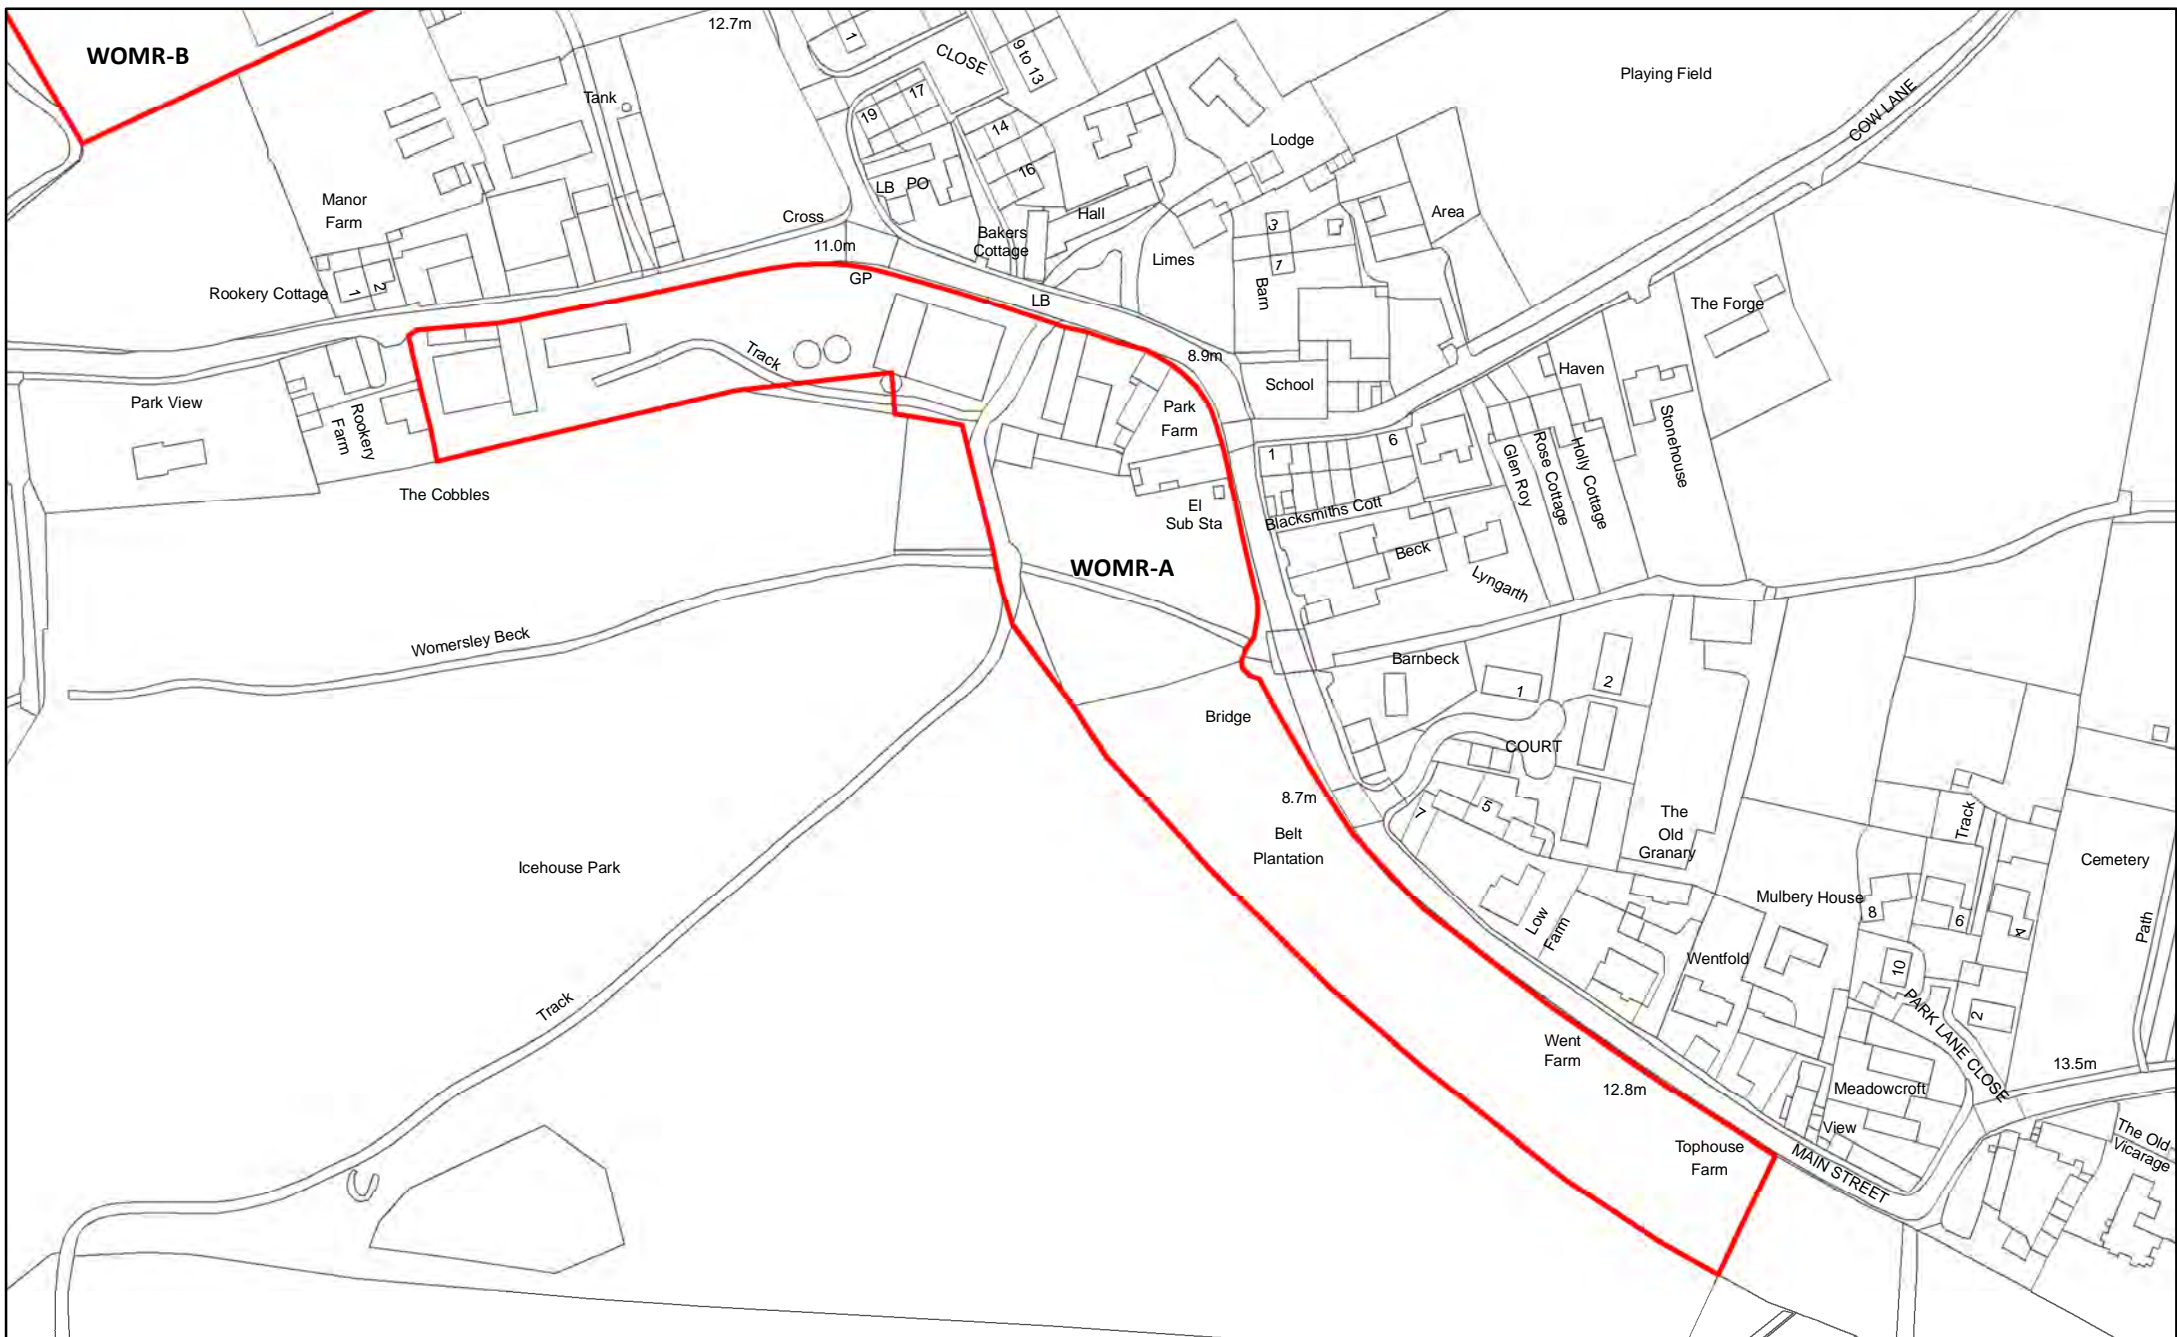 12.7m
WOMR-B
1
CLOSE
9 to 13
Playing Field
COW LANE
Tank
17
19
14
16
Lodge
LB
PO
Manor
Farm
Cross
Hall
Area
11.0m
Bakers
Cottage
Limes
3
1
Barn
GP
LB
Rookery Cottage
1
2
The Forge
Track
8.9m
School
Haven
Park View
Rookery
Farm
Park
Farm
Stonehouse
1
6
Glen Roy
Rose Cottage
Holly Cottage
The Cobbles
El
Sub Sta
Blacksmiths Cott
Beck
WOMR-A
Lyngarth
Womersley Beck
Barnbeck
1
2
Bridge
COURT
8.7m
7
5
Belt
Plantation
The
Old
Granary
Track
Cemetery
Icehouse Park
Mulbery House
8
6
4
Low
Farm
Path
Wentfold
10
Track
PARK LANE CLOSE
2
Went
Farm
13.5m
12.8m
Meadowcroft
View
Tophouse
Farm
MAIN STREET
The Old
Vicarage